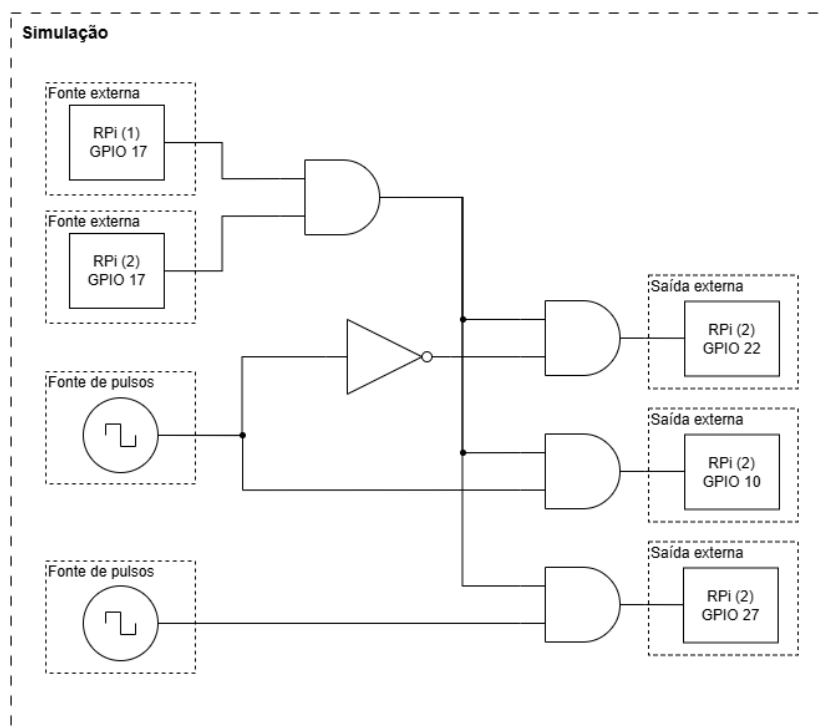 Simulação
Fonte externa
RPi (1)
GPIO 17
Fonte externa
RPi (2)
GPIO 17
Saída externa
RPi (2)
GPIO 22
Fonte de pulsos
Saída externa
RPi (2)
GPIO 10
Saída externa
Fonte de pulsos
RPi (2)
GPIO 27